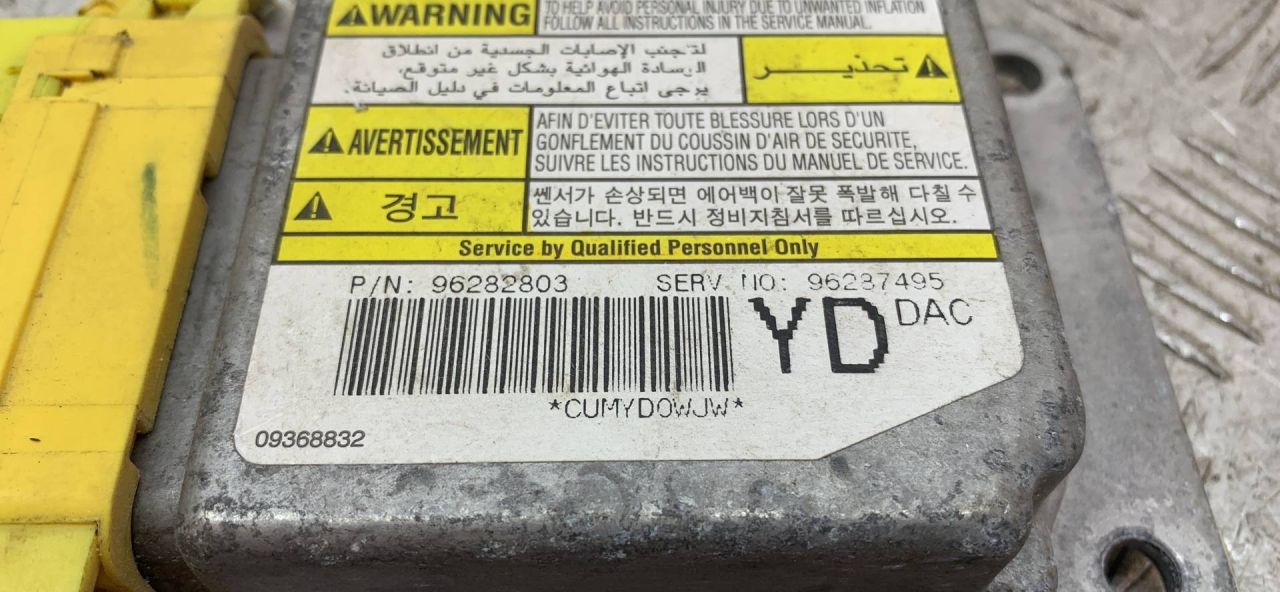 WARNING
TO HELP AVOID PERSONAL INJURY DUE TO UNWANTED INFLATION
FOLLOW ALL INSTRUCTIONS IN THE SERVICE MANUAL.
تحذير
لتجنب الإصابات الجسدية من انطلاق
الوسادة الهوائية بشكل غير متوقع،
يرجى اتباع المعلومات في دليل الصيانة.
AVERTISSEMENT
AFIN D'EVITER TOUTE BLESSURE LORS D'UN
GONFLEMENT DU COUSSIN D'AIR DE SECURITE,
SUIVRE LES INSTRUCTIONS DU MANUEL DE SERVICE.
경고
쎈서가 손상되면 에어백이 잘못 폭발해 다칠 수
있습니다. 반드시 정비지침서를 따르십시오.
Service by Qualified Personnel Only
P/N: 96282803 SERV NO: 96287495
YD DAC
*CUMYD0WJW*
09368832